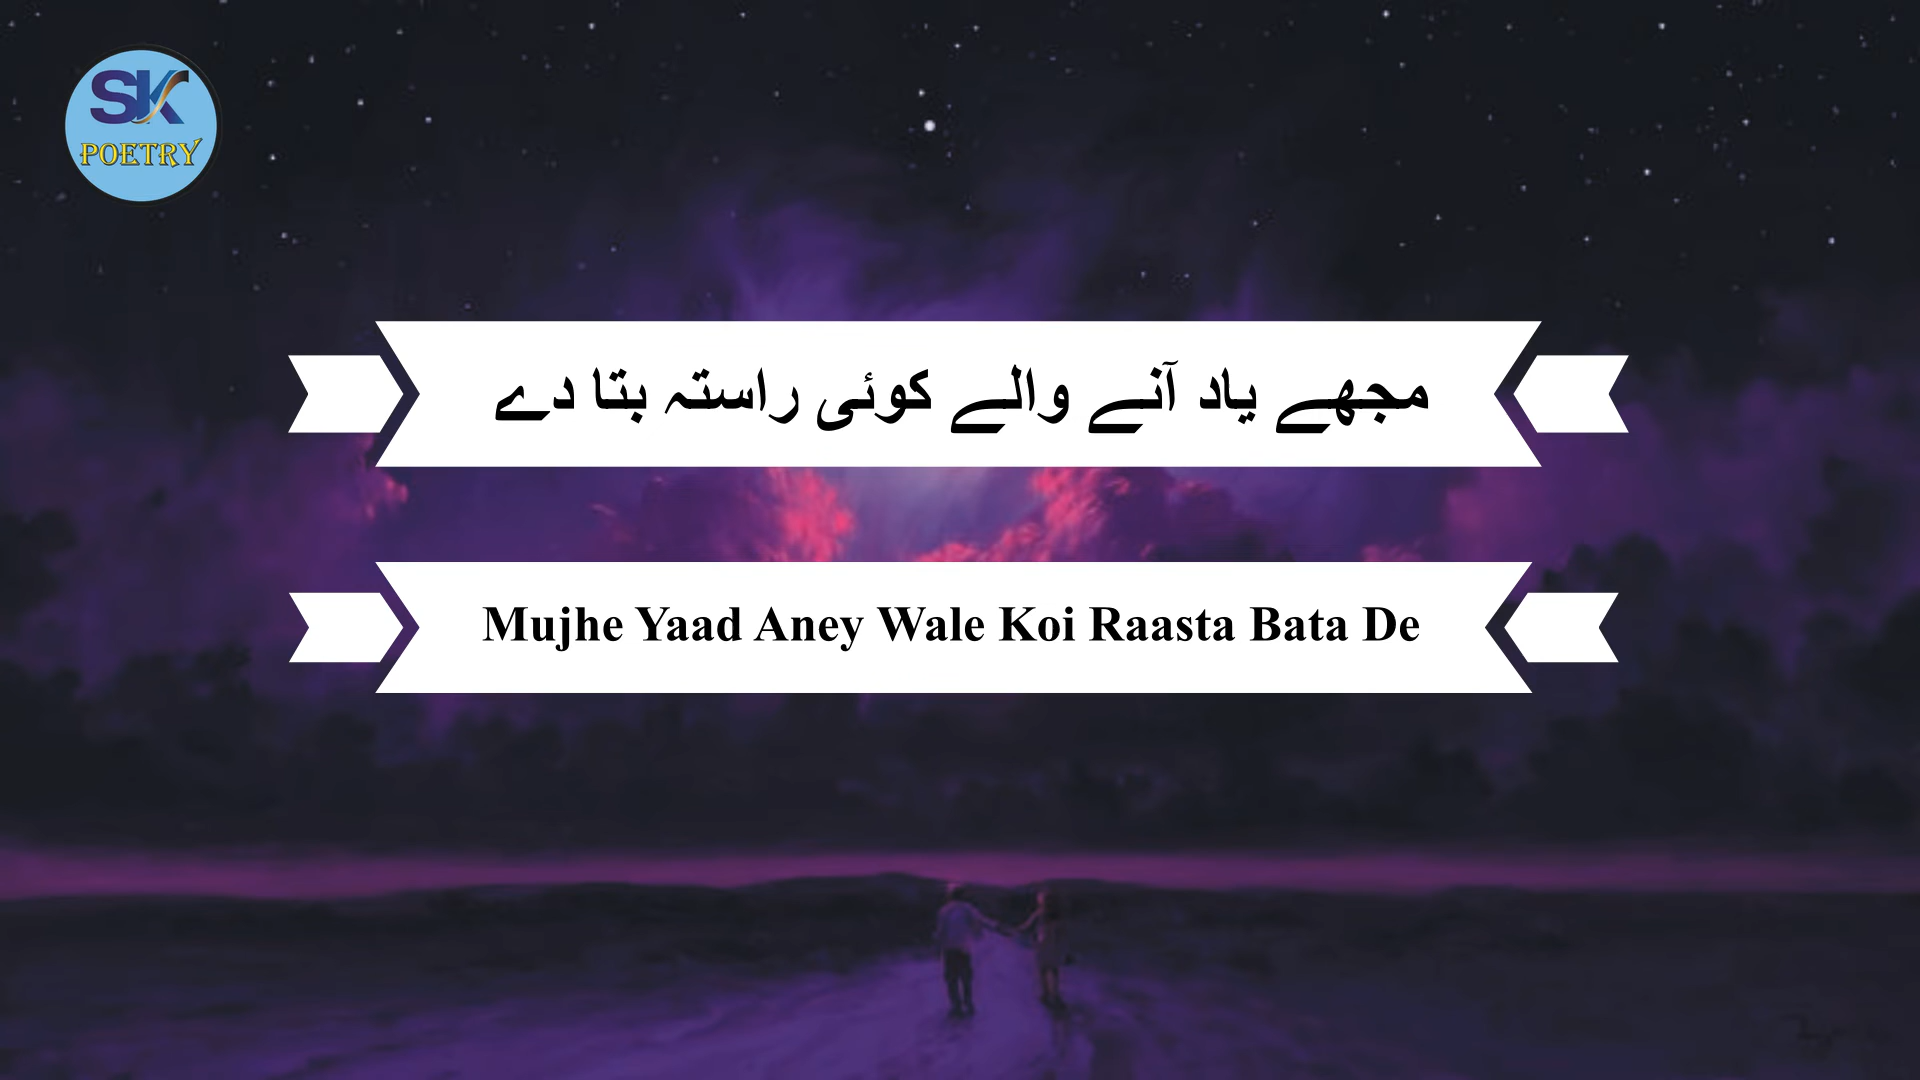 SK
POETRY
مجھے یاد آنے والے کوئی راستہ بتا دے
Mujhe Yaad Aney Wale Koi Raasta Bata De